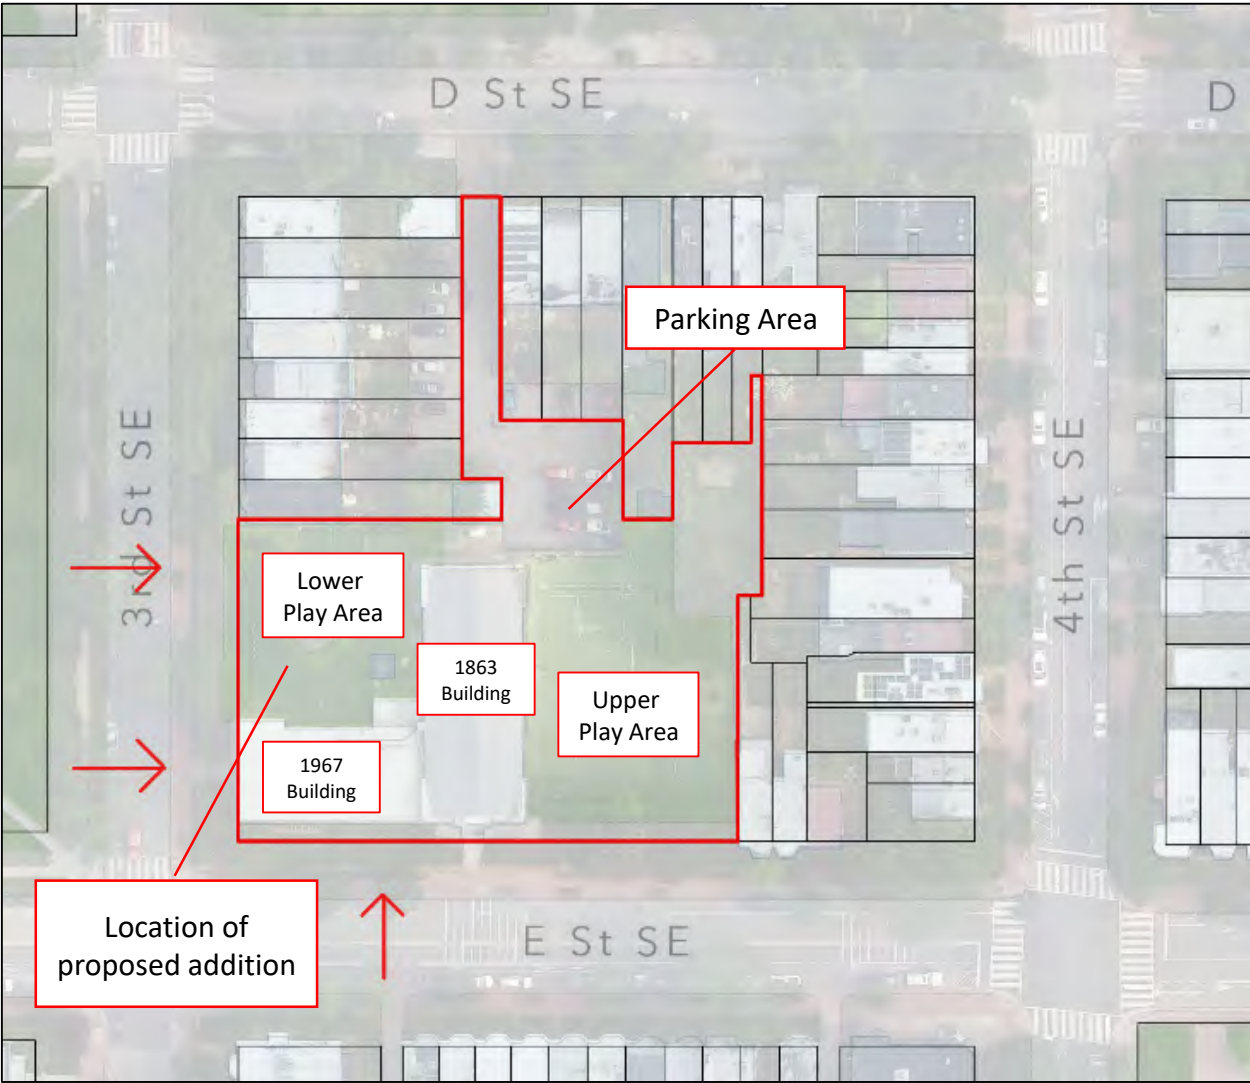 D St SE
D
Parking Area
3rd St SE
4th St SE
Lower
Play Area
1863
Building
Upper
Play Area
1967
Building
Location of
proposed addition
E St SE